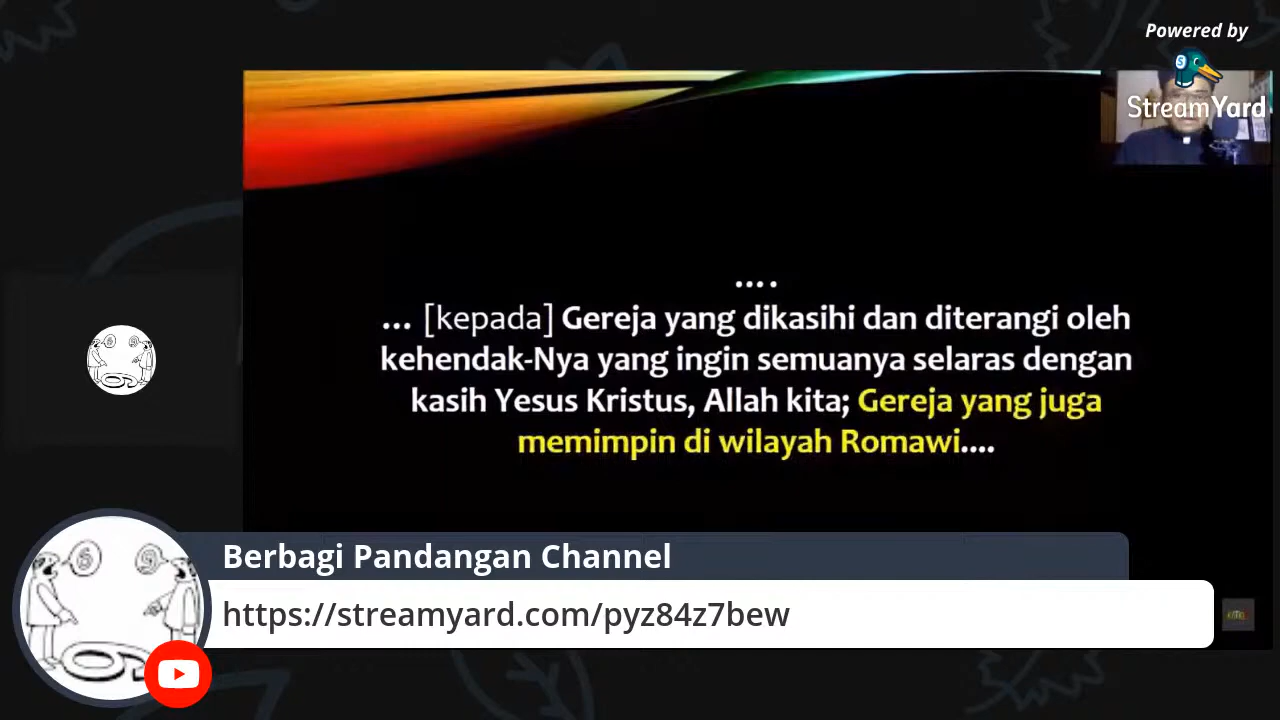 Powered by
StreamYard
....
... [kepada] Gereja yang dikasihi dan diterangi oleh
kehendak-Nya yang ingin semuanya selaras dengan
kasih Yesus Kristus, Allah kita; Gereja yang juga
memimpin di wilayah Romawi....
Berbagi Pandangan Channel
https://streamyard.com/pyz84z7bew